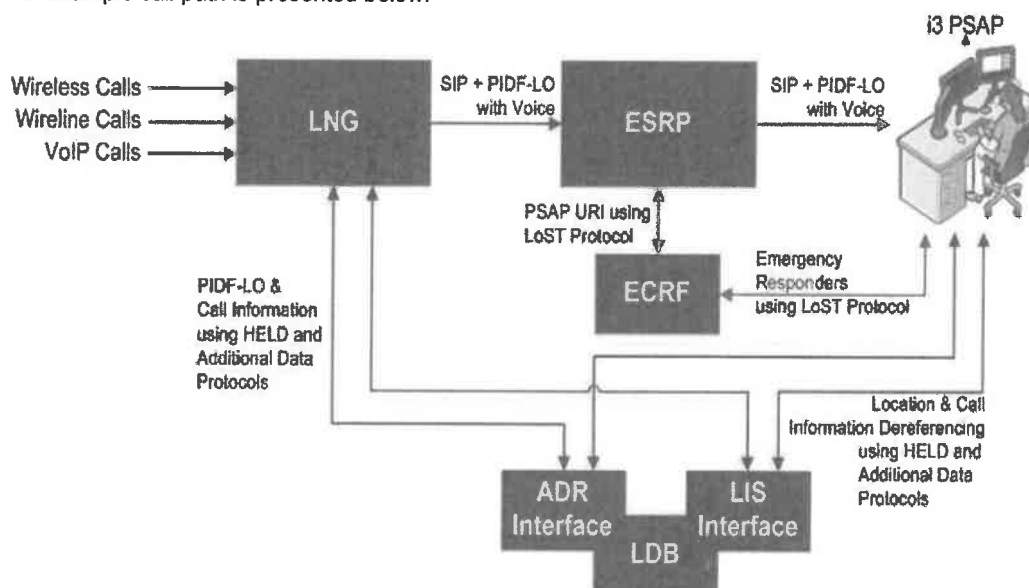 i3 PSAP
Wireless Calls
Wireline Calls
VoIP Calls
LNG
SIP + PIDF-LO
with Voice
ESRP
SIP + PIDF-LO
with Voice
PSAP URI using
LoST Protocol
ECRF
Emergency
Responders
using LoST Protocol
PIDF-LO &
Call Information
using HELD and
Additional Data
Protocols
Location & Call
Information Dereferencing
using HELD and
Additional Data
Protocols
ADR
Interface
LIS
Interface
LDB